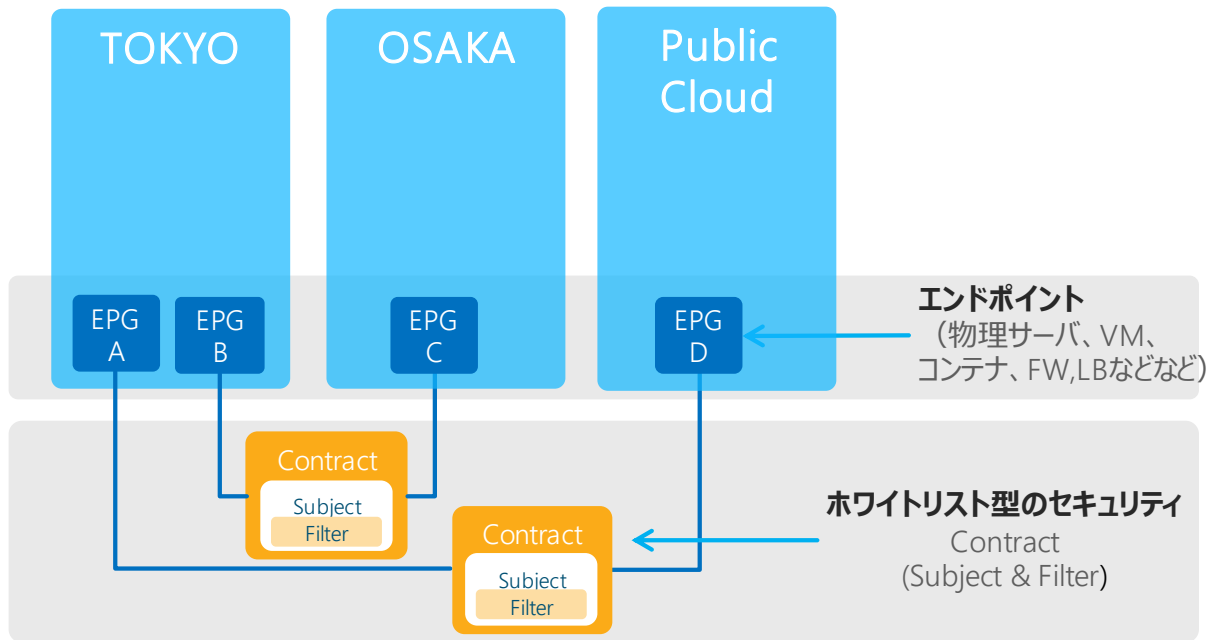 TOKYO
OSAKA
Public
Cloud
EPG
A
EPG
B
EPG
C
EPG
D
エンドポイント
（物理サーバ、VM、
コンテナ、FW,LBなどなど）
Contract
Subject
Filter
Contract
Subject
Filter
ホワイトリスト型のセキュリティ
Contract
(Subject & Filter)